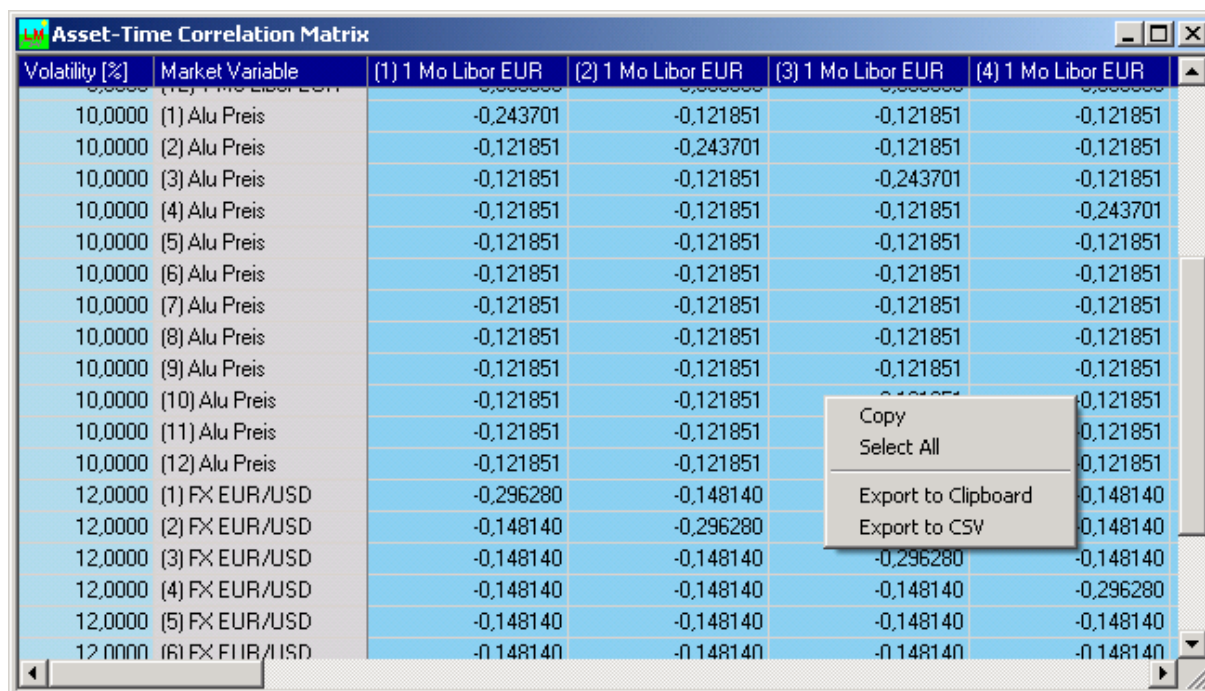 LM Asset-Time Correlation Matrix
Volatility [%] Market Variable (1) 1 Mo Libor EUR (2) 1 Mo Libor EUR (3) 1 Mo Libor EUR (4) 1 Mo Libor EUR
10,0000 (1) Alu Preis -0,243701 -0,121851 -0,121851 -0,121851
10,0000 (2) Alu Preis -0,121851 -0,243701 -0,121851 -0,121851
10,0000 (3) Alu Preis -0,121851 -0,121851 -0,243701 -0,121851
10,0000 (4) Alu Preis -0,121851 -0,121851 -0,121851 -0,243701
10,0000 (5) Alu Preis -0,121851 -0,121851 -0,121851 -0,121851
10,0000 (6) Alu Preis -0,121851 -0,121851 -0,121851 -0,121851
10,0000 (7) Alu Preis -0,121851 -0,121851 -0,121851 -0,121851
10,0000 (8) Alu Preis -0,121851 -0,121851 -0,121851 -0,121851
10,0000 (9) Alu Preis -0,121851 -0,121851 -0,121851 -0,121851
10,0000 (10) Alu Preis -0,121851 -0,121851 0,121851
10,0000 (11) Alu Preis -0,121851 -0,121851 0,121851
10,0000 (12) Alu Preis -0,121851 -0,121851 0,121851
12,0000 (1) FX EUR/USD -0,296280 -0,148140 0,148140
12,0000 (2) FX EUR/USD -0,148140 -0,296280 0,148140
12,0000 (3) FX EUR/USD -0,148140 -0,148140 -0,296280 -0,148140
12,0000 (4) FX EUR/USD -0,148140 -0,148140 -0,148140 -0,296280
12,0000 (5) FX EUR/USD -0,148140 -0,148140 -0,148140 -0,148140
12,0000 (6) FX EUR/USD -0,148140 -0,148140 -0,148140 -0,148140
Copy
Select All
Export to Clipboard
Export to CSV